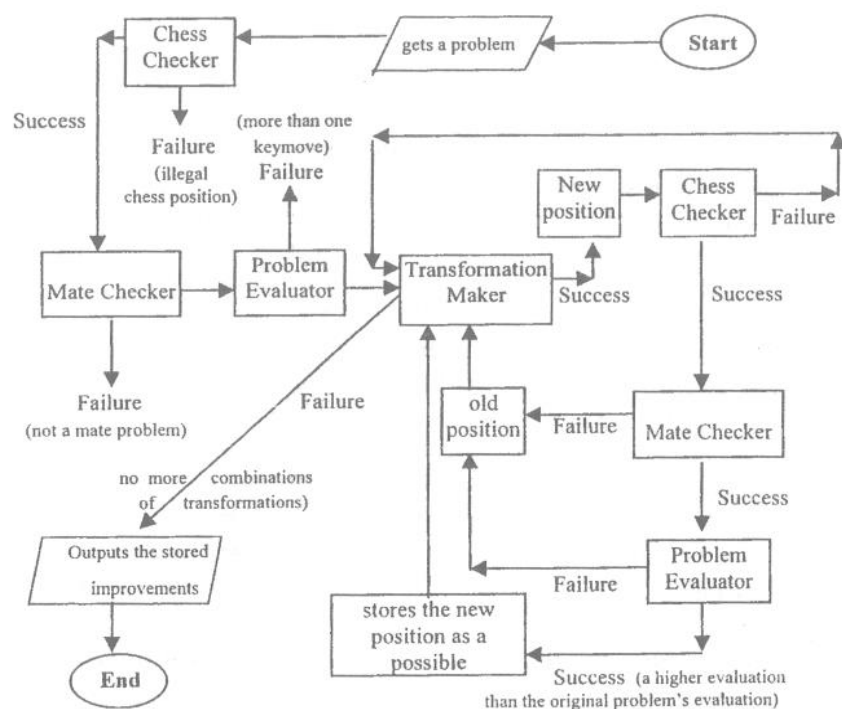 Start
gets a problem
Chess
Checker
Success
Failure
(illegal
chess position)
(more than one
keymove)
Failure
Mate Checker
Problem
Evaluator
Failure
(not a mate problem)
Transformation
Maker
Success
New
position
Chess
Checker
Failure
Success
Mate Checker
Failure
old
position
Success
Problem
Evaluator
Failure
Success (a higher evaluation
than the original problem's evaluation)
stores the new
position as a
possible
Failure
no more combinations
of transformations)
Outputs the stored
improvements
End